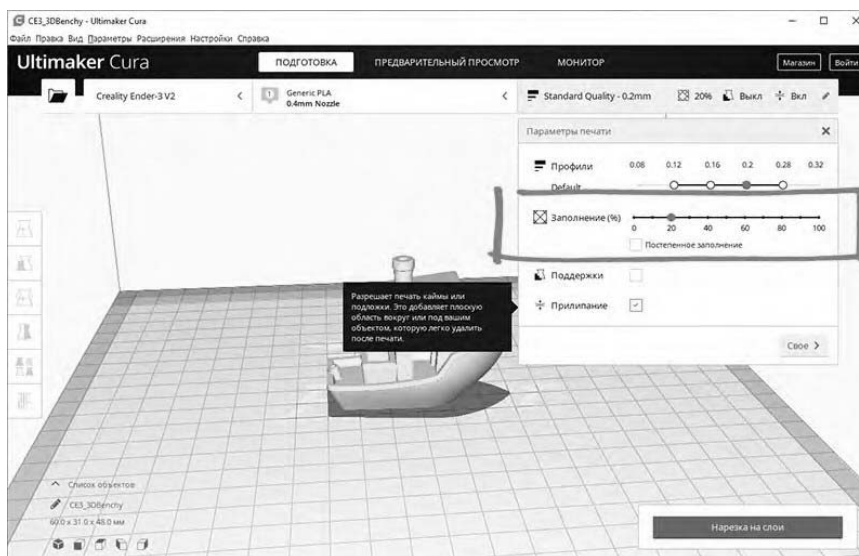 CE3_3DBenchy - Ultimaker Cura
Файл Правка Вид Параметры Расширения Настройки Справка
Ultimaker Cura
ПОДГОТОВКА
ПРЕДВАРИТЕЛЬНЫЙ ПРОСМОТР
МОНИТОР
Магазин
Войти
Creality Ender-3 V2
1
Generic PLA
0.4mm Nozzle
Standard Quality - 0.2mm
20%
Выкл
Вкл
Параметры печати
Профили
0.08 0.12 0.16 0.2 0.28 0.32
Default
Заполнение (%)
0 20 40 60 80 100
Постепенное заполнение
Поддержки
Разрешает печать каймы или
подложки. Это добавляет плоскую
область вокруг или под вашим
объектом, которую легко удалить
после печати.
Прилипание
Свое
Список объектов
CE3_3DBenchy
60.0 x 31.0 x 48.0 мм
Нарезка на слои